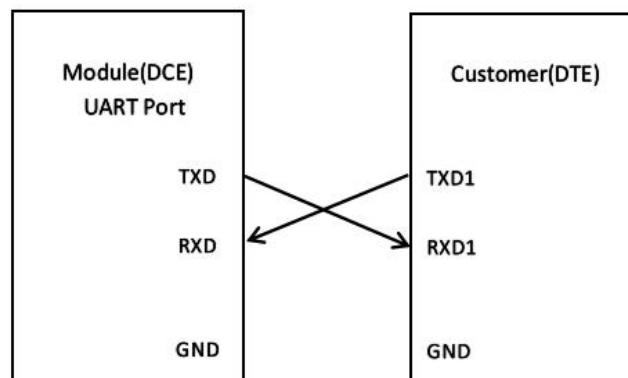 Module(DCE)
UART Port
TXD
RXD
GND
Customer(DTE)
TXD1
RXD1
GND